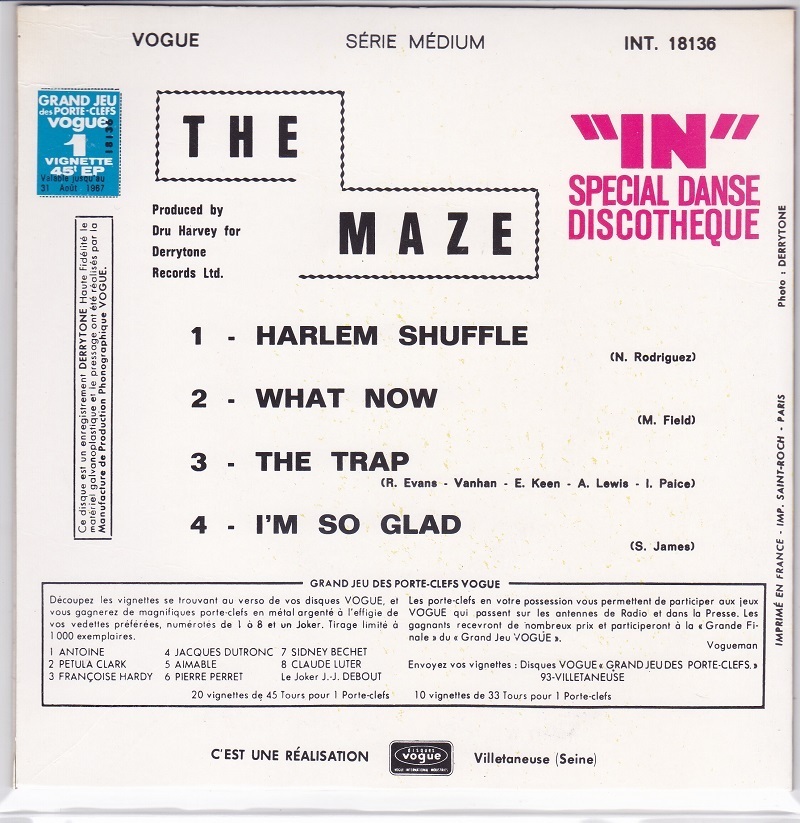 VOGUE SÉRIE MÉDIUM INT. 18136
GRAND JEU
des PORTE-CLEFS
vogue
1
18136
VIGNETTE
45t EP
Valable jusqu'au
31 Août 1967
THE
MAZE
"IN"
SPECIAL DANSE
DISCOTHEQUE
Produced by
Dru Harvey for
Derrytone
Records Ltd.
Ce disque est un enregistrement DERRYTONE Haute Fidélité le
matériel galvanoplastique et le pressage ont été réalisés par la
Manufacture de Production Phonographique VOGUE.
1 - HARLEM SHUFFLE
(N. Rodriguez)
2 - WHAT NOW
(M. Field)
3 - THE TRAP
(R. Evans - Vanhan - E. Keen - A. Lewis - I. Paice)
4 - I'M SO GLAD
(S. James)
Photo : DERRYTONE
IMPRIMÉ EN FRANCE - IMP. SAINT-ROCH - PARIS
GRAND JEU DES PORTE-CLEFS VOGUE
Découpez les vignettes se trouvant au verso de vos disques VOGUE, et
vous gagnerez de magnifiques porte-clefs en métal argenté à l'effigie de
vos vedettes préférées, numérotés de 1 à 8 et un Joker. Tirage limité à
1 000 exemplaires.
1 ANTOINE 4 JACQUES DUTRONC 7 SIDNEY BECHET
2 PETULA CLARK 5 AIMABLE 8 CLAUDE LUTER
3 FRANÇOISE HARDY 6 PIERRE PERRET Le Joker J.-J. DEBOUT
20 vignettes de 45 Tours pour 1 Porte-clefs
Les porte-clefs en votre possession vous permettent de participer aux jeux
VOGUE qui passent sur les antennes de Radio et dans la Presse. Les
gagnants recevront de nombreux prix et participeront à la « Grande Fi-
nale » du « Grand Jeu VOGUE ».
Vogueman
Envoyez vos vignettes : Disques VOGUE « GRAND JEU DES PORTE-CLEFS. »
93-VILLETANEUSE
10 vignettes de 33 Tours pour 1 Porte-clefs
C'EST UNE RÉALISATION
DISQUES
vogue
VOGUE INTERNATIONAL INDUSTRIES
Villetaneuse (Seine)